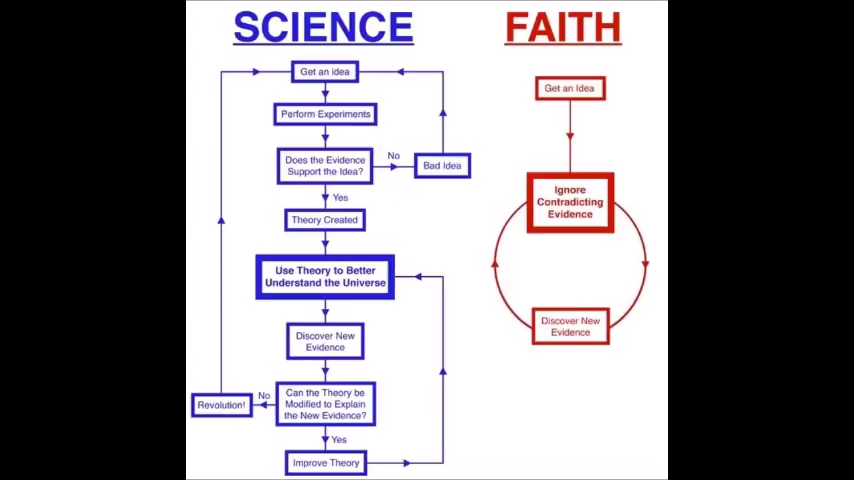 SCIENCE
Get an idea
Perform Experiments
Does the Evidence
Support the Idea?
No
Bad Idea
Yes
Theory Created
Use Theory to Better
Understand the Universe
Discover New
Evidence
Can the Theory be
Modified to Explain
the New Evidence?
No
Revolution!
Yes
Improve Theory
FAITH
Get an Idea
Ignore
Contradicting
Evidence
Discover New
Evidence